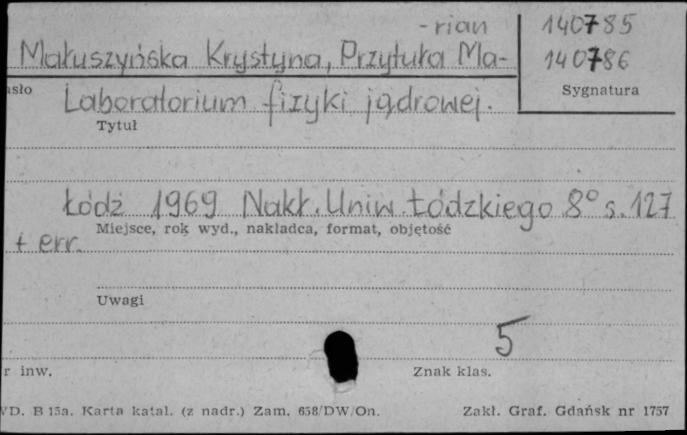 -rian 140785
Małuszyńska Krystyna, Przytuła Ma- 140786
asło Laboratorium fizyki jądrowej. Sygnatura
Tytuł
Łódź 1969 Nakł. Uniw. Łódzkiego 8° s. 127
Miejsce, rok wyd., nakładca, format, objętość
+ err.
Uwagi
5
r inw. Znak klas.
VD. B 15a. Karta katal. (z nadr.) Zam. 658/DW/On. Zakł. Graf. Gdańsk nr 1757